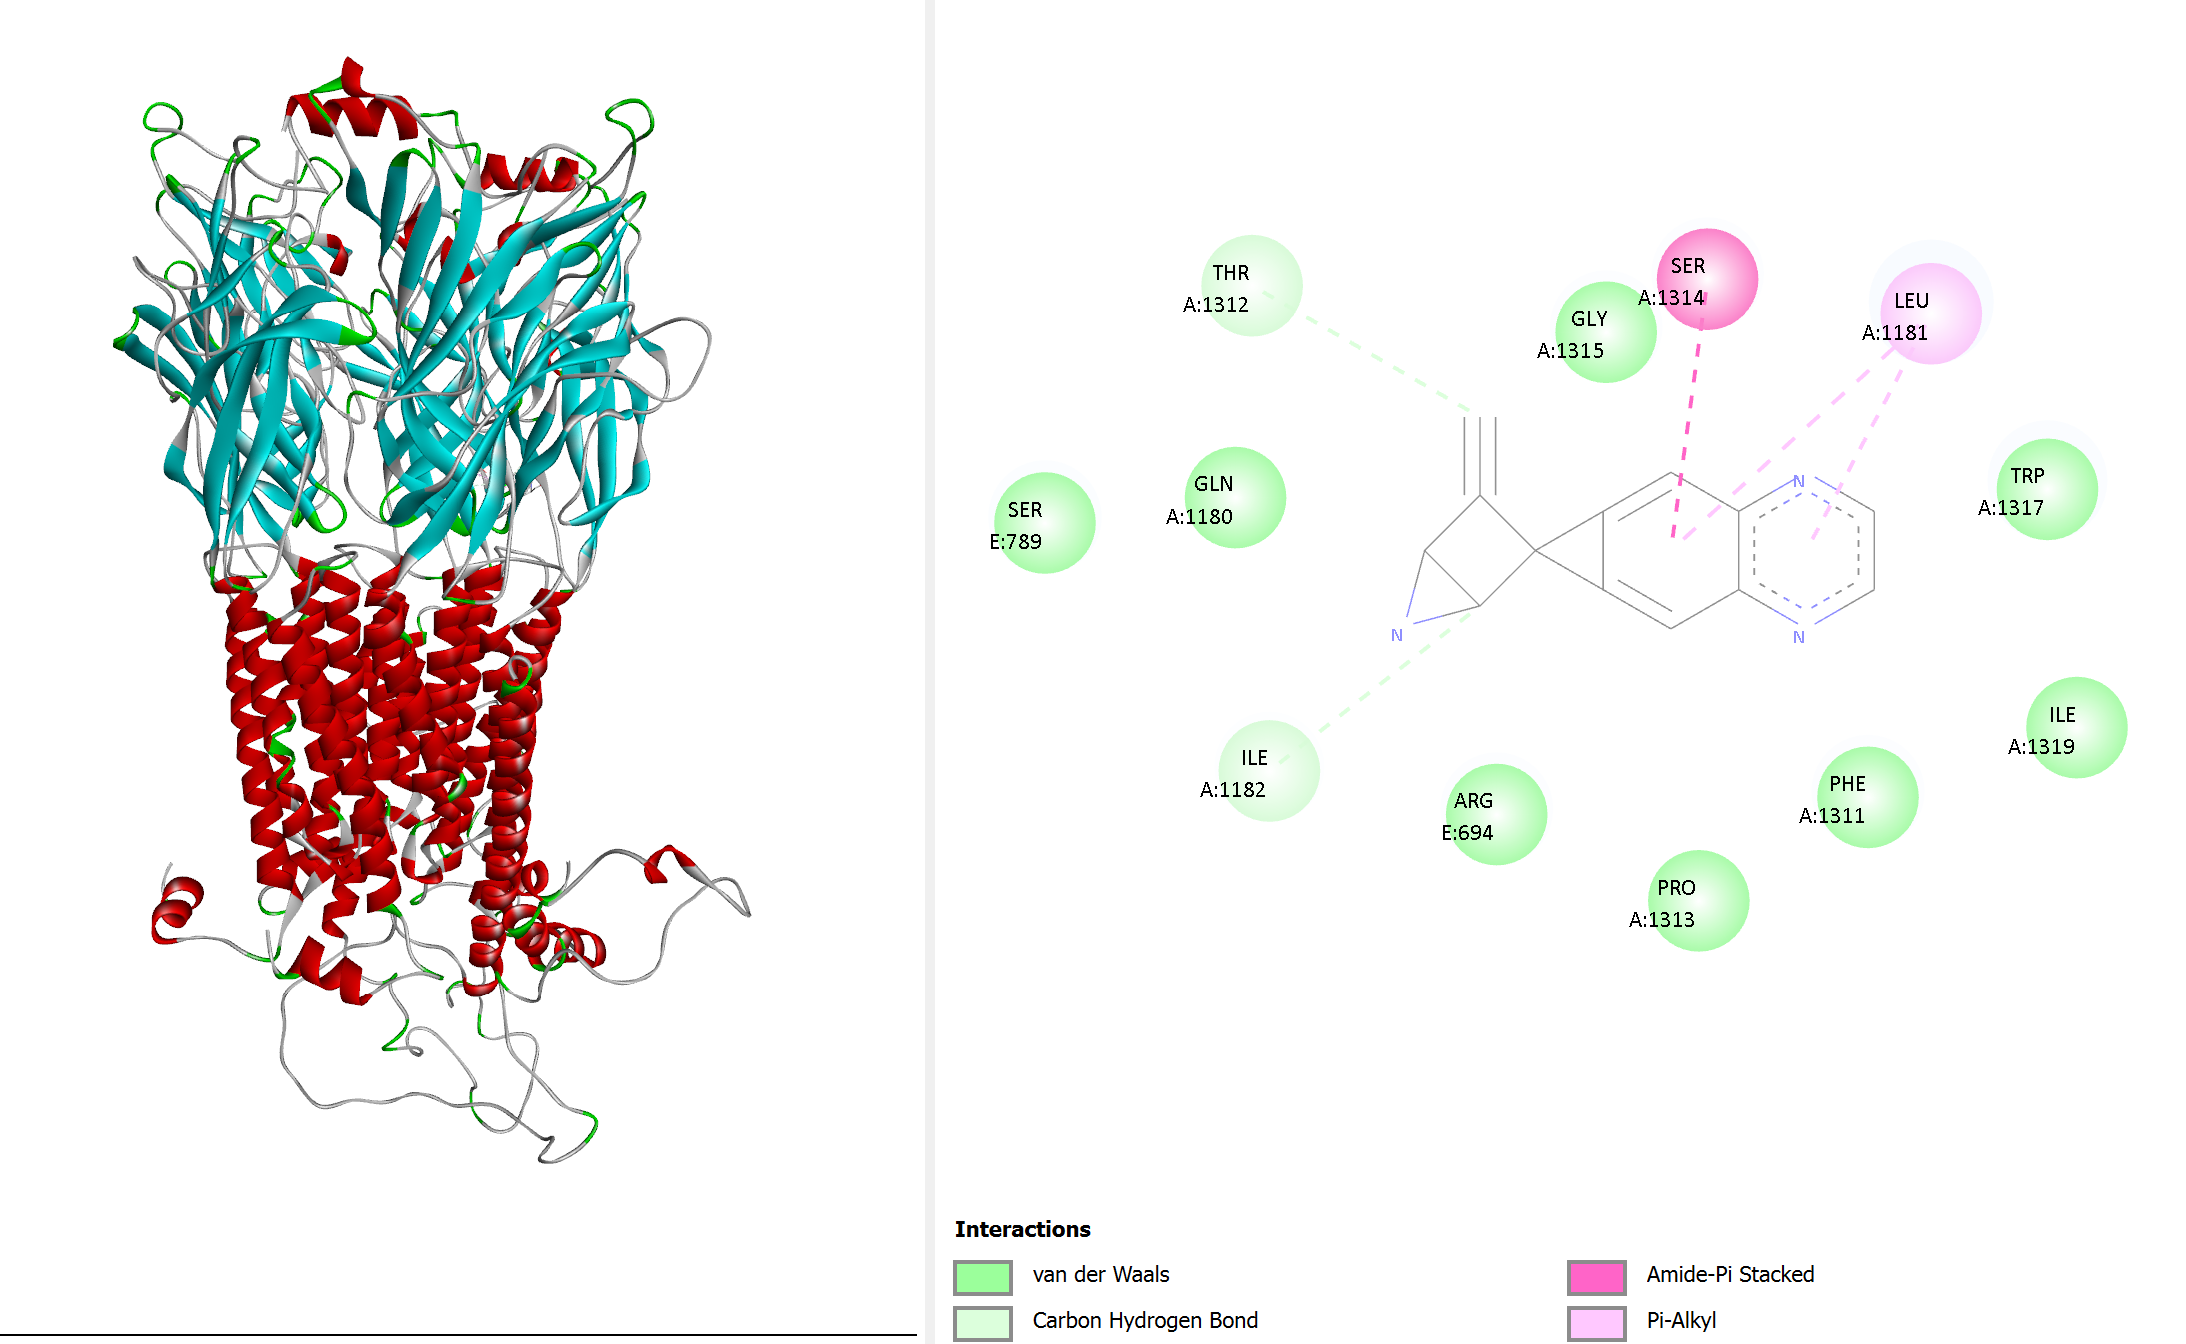 THR
A:1312
SER
A:1314
GLY
A:1315
LEU
A:1181
SER
E:789
GLN
A:1180
TRP
A:1317
N
N
N
ILE
A:1182
ARG
E:694
PRO
A:1313
PHE
A:1311
ILE
A:1319
Interactions
van der Waals
Carbon Hydrogen Bond
Amide-Pi Stacked
Pi-Alkyl